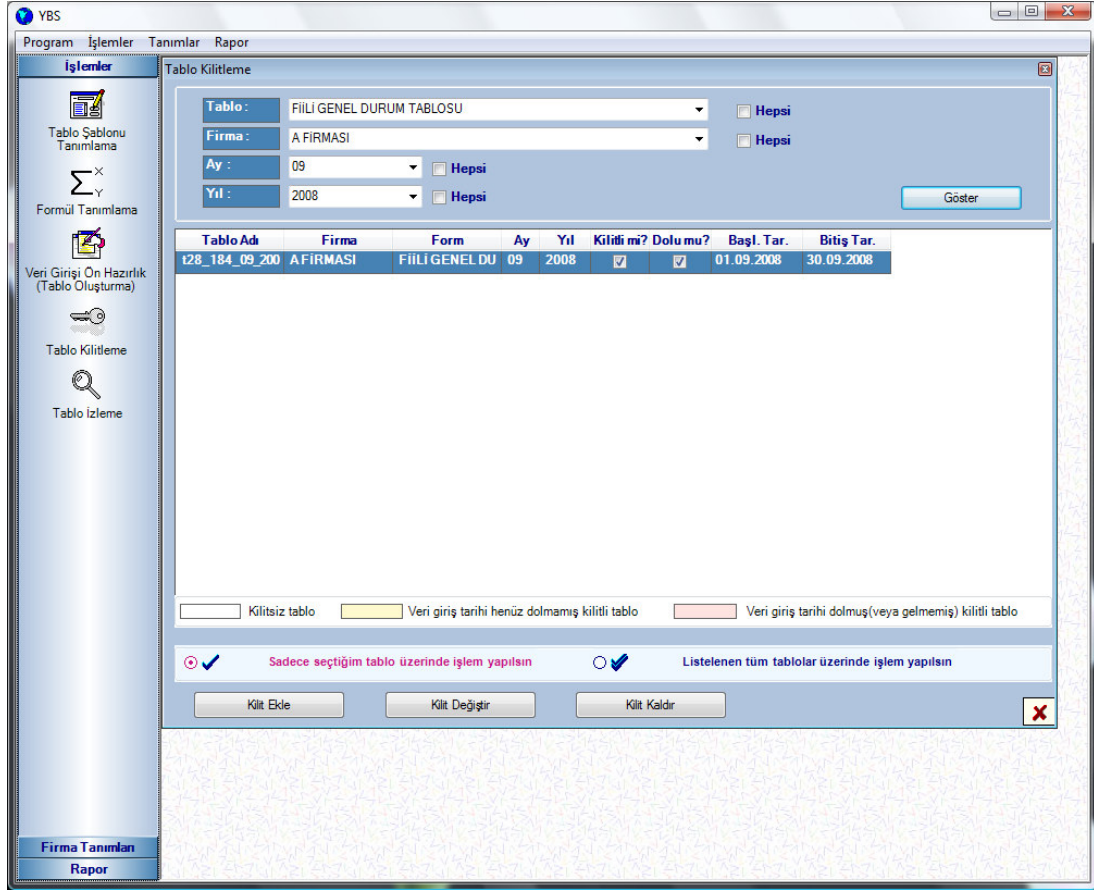 YBS
Program İşlemler Tanımlar Rapor
İşlemler
Tablo Şablonu
Tanımlama
X
Y
Formül Tanımlama
Veri Girişi Ön Hazırlık
(Tablo Oluşturma)
Tablo Kilitleme
Tablo İzleme
Firma Tanımları
Rapor
Tablo Kilitleme
Tablo : FİİLİ GENEL DURUM TABLOSU Hepsi
Firma : A FİRMASI Hepsi
Ay : 09 Hepsi
Yıl : 2008 Hepsi
Göster
Tablo Adı Firma Form Ay Yıl Kilitli mi? Dolu mu? Başl. Tar. Bitiş Tar.
t28_184_09_200 A FİRMASI FİİLİ GENEL DU 09 2008 01.09.2008 30.09.2008
Kilitsiz tablo Veri giriş tarihi henüz dolmamış kilitli tablo Veri giriş tarihi dolmuş(veya gelmemiş) kilitli tablo
Sadece seçtiğim tablo üzerinde işlem yapılsın Listelenen tüm tablolar üzerinde işlem yapılsın
Kilit Ekle Kilit Değiştir Kilit Kaldır